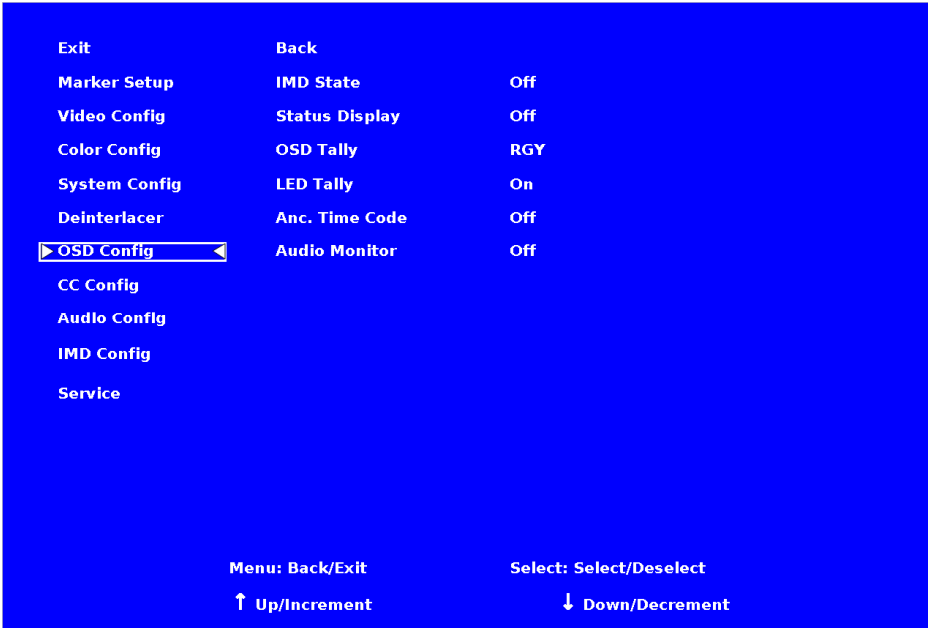 Exit Back
Marker Setup IMD State Off
Video Config Status Display Off
Color Config OSD Tally RGY
System Config LED Tally On
Deinterlacer Anc. Time Code Off
OSD Config Audio Monitor Off
CC Config
Audio Config
IMD Config
Service
Menu: Back/Exit Select: Select/Deselect
↑ Up/Increment ↓ Down/Decrement